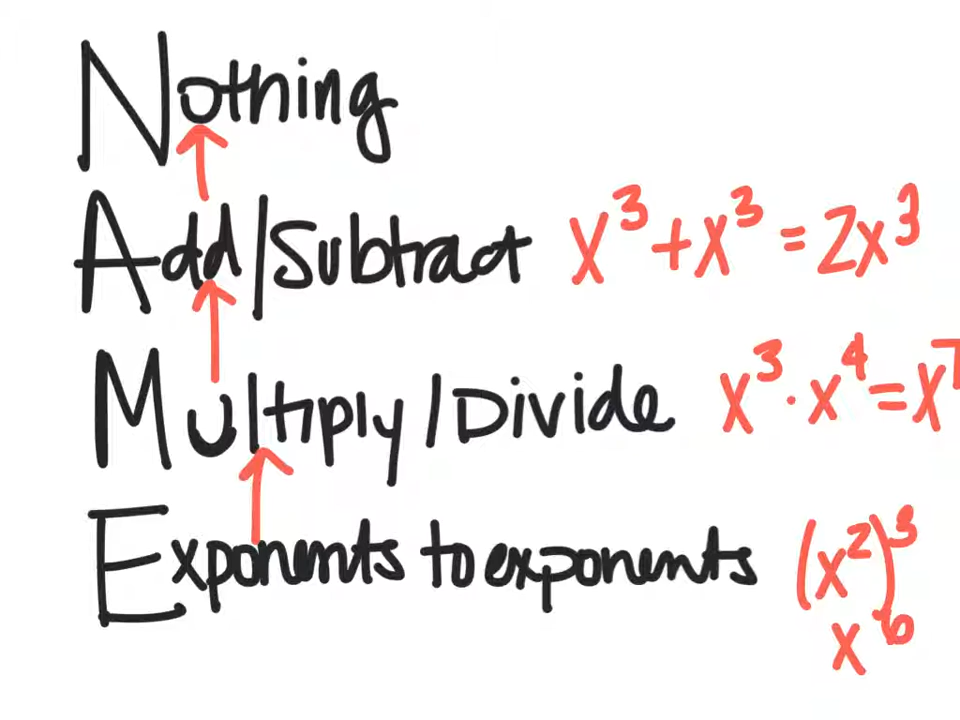 Nothing
Add/Subtract x³+x³=2x³
Multiply/Divide x³·x⁴=x⁷
Exponents to exponents (x²)³
x⁶